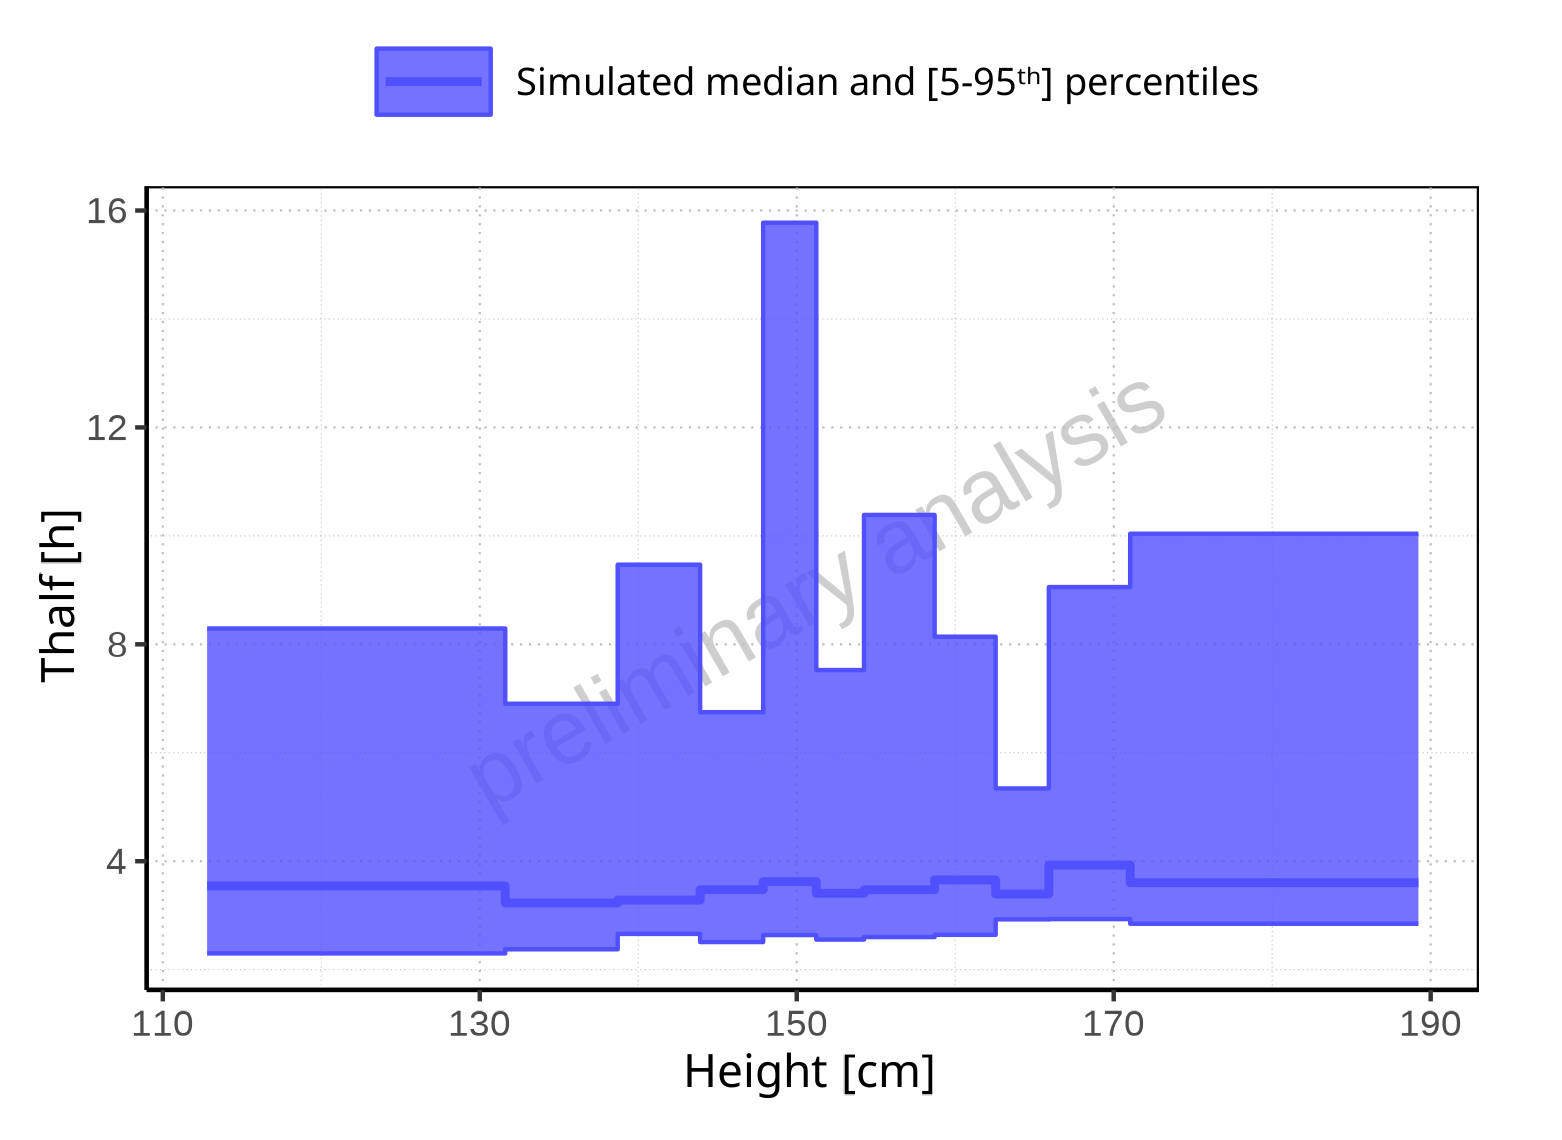 Simulated median and [5-95ᵗʰ] percentiles
16
12
8
4
Thalf [h]
preliminary analysis
110 130 150 170 190
Height [cm]